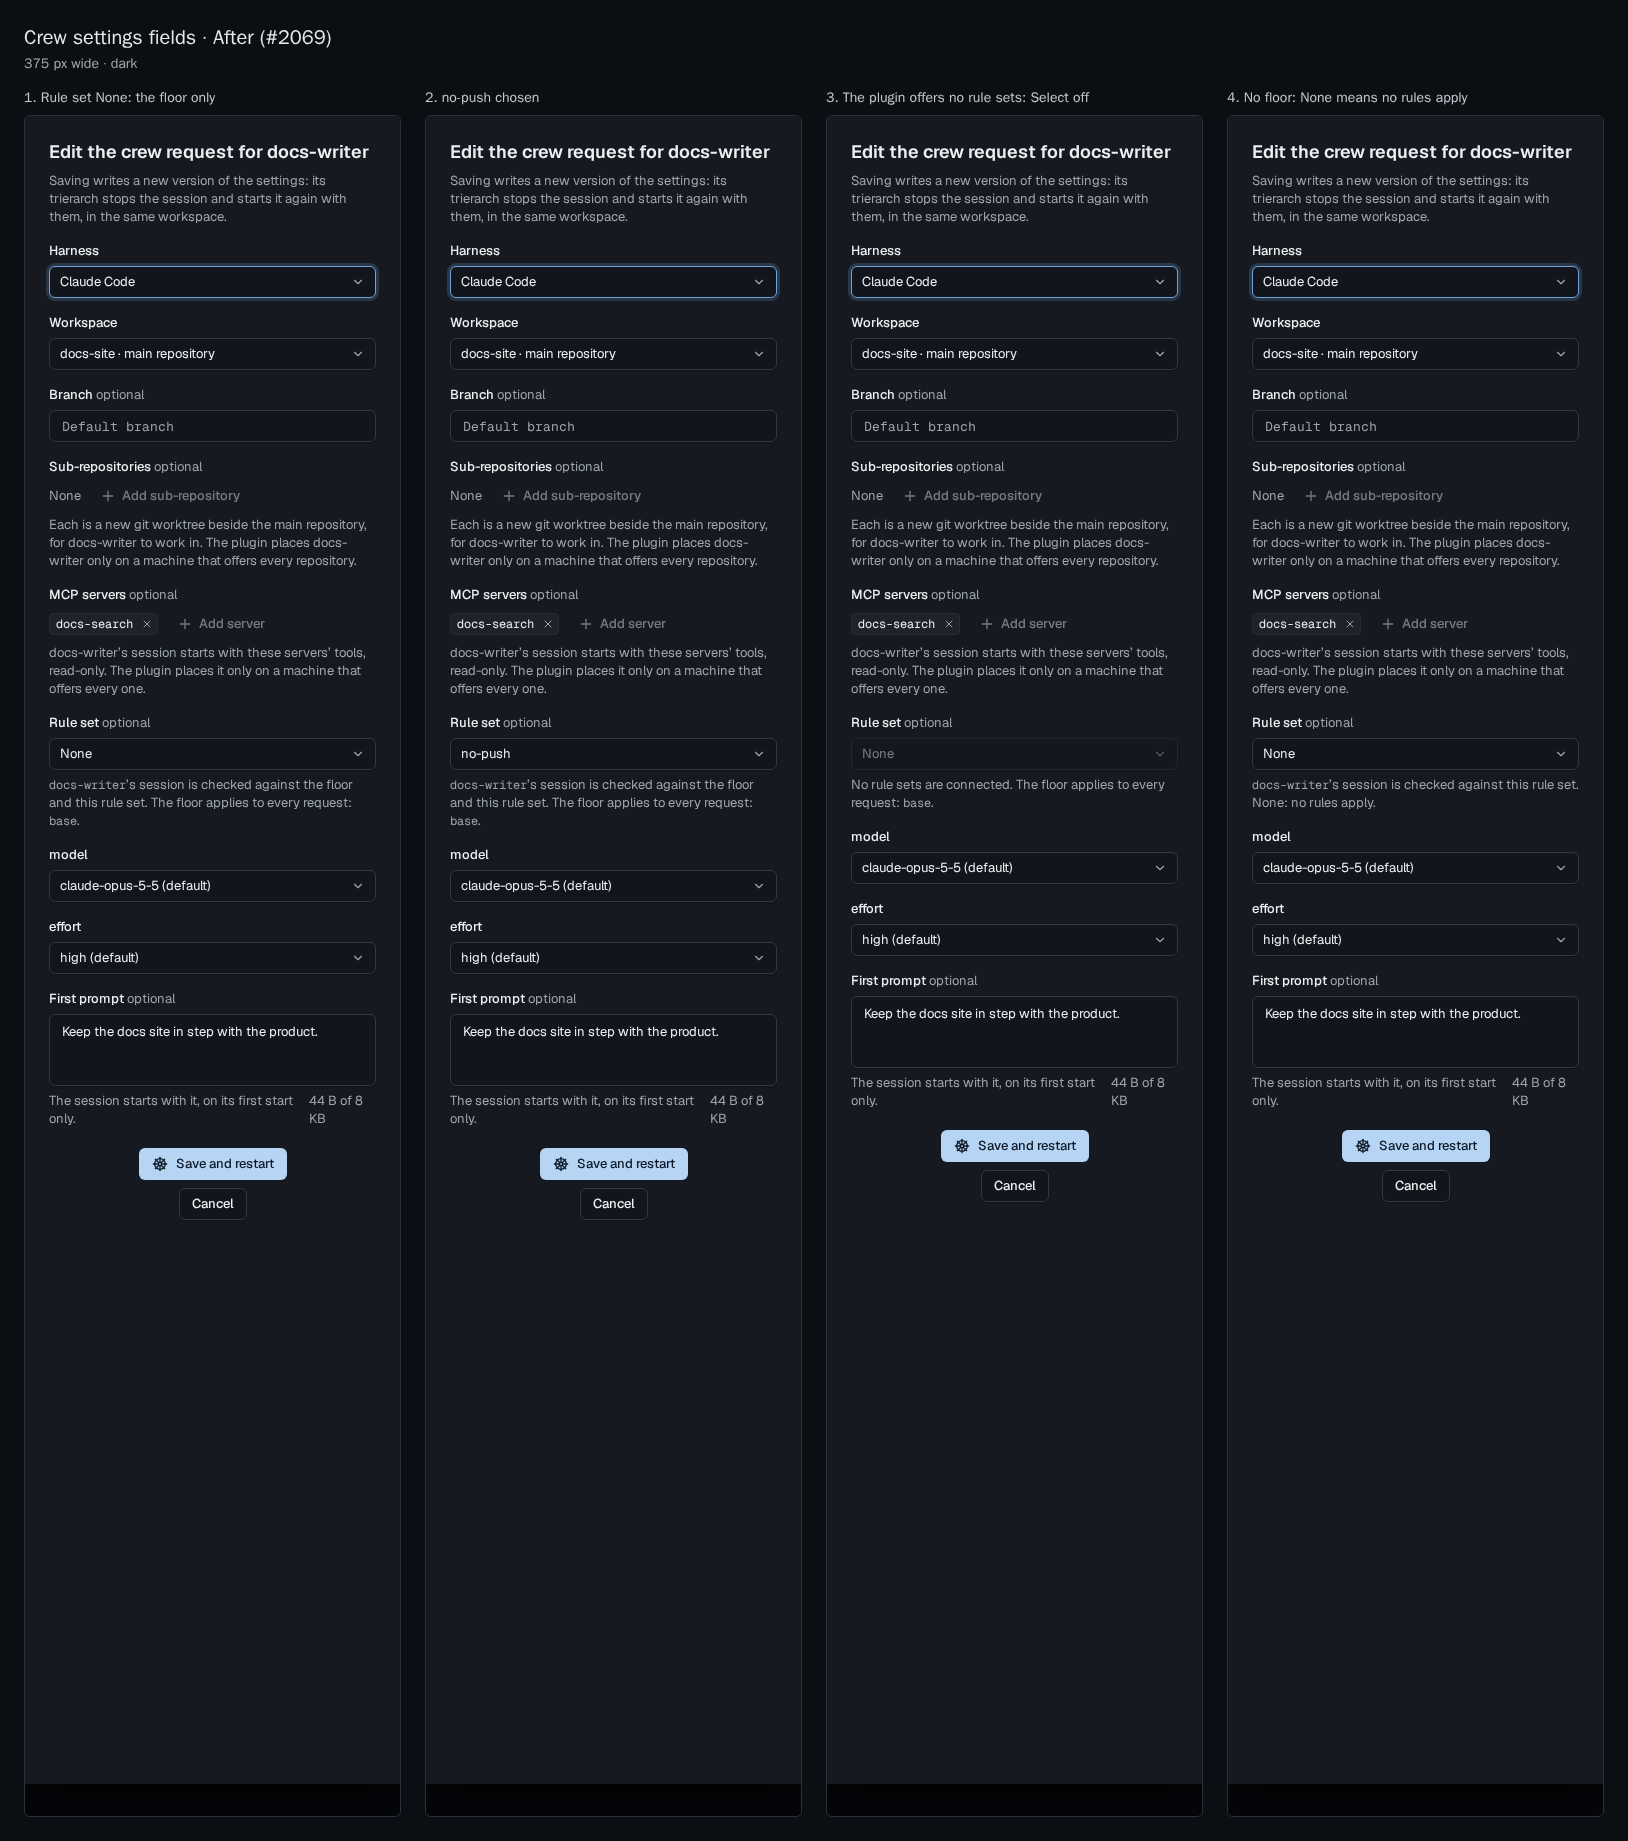 Crew settings fields · After (#2069)
375 px wide · dark
1. Rule set None: the floor only
Edit the crew request for docs-writer
Saving writes a new version of the settings: its
trierarch stops the session and starts it again with
them, in the same workspace.
Harness
Claude Code
Workspace
docs-site · main repository
Branch optional
Default branch
Sub-repositories optional
None + Add sub-repository
Each is a new git worktree beside the main repository,
for docs-writer to work in. The plugin places docs-
writer only on a machine that offers every repository.
MCP servers optional
docs-search × + Add server
docs-writer's session starts with these servers' tools,
read-only. The plugin places it only on a machine that
offers every one.
Rule set optional
None
docs-writer's session is checked against the floor
and this rule set. The floor applies to every request:
base.
model
claude-opus-5-5 (default)
effort
high (default)
First prompt optional
Keep the docs site in step with the product.
The session starts with it, on its first start 44 B of 8
only. KB
Save and restart
Cancel
2. no-push chosen
Edit the crew request for docs-writer
Saving writes a new version of the settings: its
trierarch stops the session and starts it again with
them, in the same workspace.
Harness
Claude Code
Workspace
docs-site · main repository
Branch optional
Default branch
Sub-repositories optional
None + Add sub-repository
Each is a new git worktree beside the main repository,
for docs-writer to work in. The plugin places docs-
writer only on a machine that offers every repository.
MCP servers optional
docs-search × + Add server
docs-writer's session starts with these servers' tools,
read-only. The plugin places it only on a machine that
offers every one.
Rule set optional
no-push
docs-writer's session is checked against the floor
and this rule set. The floor applies to every request:
base.
model
claude-opus-5-5 (default)
effort
high (default)
First prompt optional
Keep the docs site in step with the product.
The session starts with it, on its first start 44 B of 8
only. KB
Save and restart
Cancel
3. The plugin offers no rule sets: Select off
Edit the crew request for docs-writer
Saving writes a new version of the settings: its
trierarch stops the session and starts it again with
them, in the same workspace.
Harness
Claude Code
Workspace
docs-site · main repository
Branch optional
Default branch
Sub-repositories optional
None + Add sub-repository
Each is a new git worktree beside the main repository,
for docs-writer to work in. The plugin places docs-
writer only on a machine that offers every repository.
MCP servers optional
docs-search × + Add server
docs-writer's session starts with these servers' tools,
read-only. The plugin places it only on a machine that
offers every one.
Rule set optional
None
No rule sets are connected. The floor applies to every
request: base.
model
claude-opus-5-5 (default)
effort
high (default)
First prompt optional
Keep the docs site in step with the product.
The session starts with it, on its first start 44 B of 8
only. KB
Save and restart
Cancel
4. No floor: None means no rules apply
Edit the crew request for docs-writer
Saving writes a new version of the settings: its
trierarch stops the session and starts it again with
them, in the same workspace.
Harness
Claude Code
Workspace
docs-site · main repository
Branch optional
Default branch
Sub-repositories optional
None + Add sub-repository
Each is a new git worktree beside the main repository,
for docs-writer to work in. The plugin places docs-
writer only on a machine that offers every repository.
MCP servers optional
docs-search × + Add server
docs-writer's session starts with these servers' tools,
read-only. The plugin places it only on a machine that
offers every one.
Rule set optional
None
docs-writer's session is checked against this rule set.
None: no rules apply.
model
claude-opus-5-5 (default)
effort
high (default)
First prompt optional
Keep the docs site in step with the product.
The session starts with it, on its first start 44 B of 8
only. KB
Save and restart
Cancel